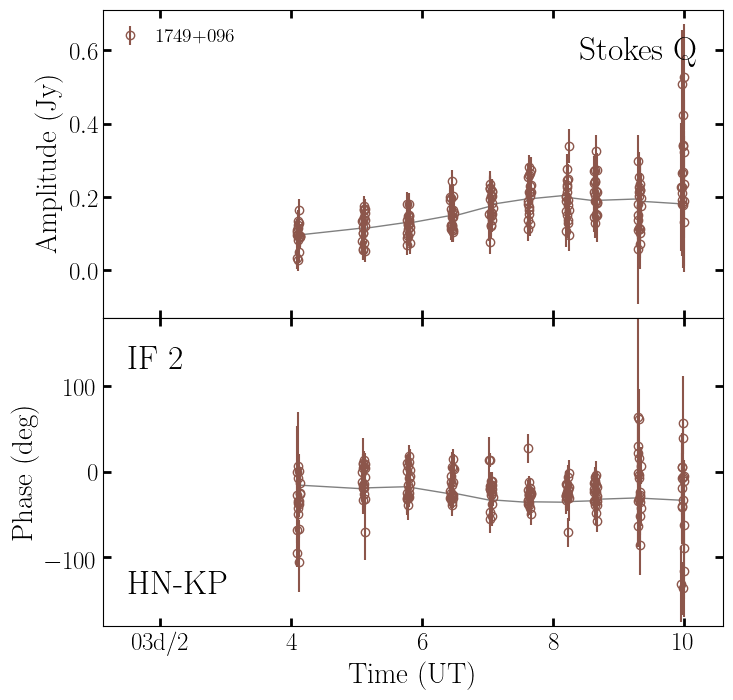 1749+096
Stokes Q
0.6
0.4
0.2
0.0
Amplitude (Jy)
IF 2
100
0
−100
Phase (deg)
HN-KP
03d/2
4
6
8
10
Time (UT)